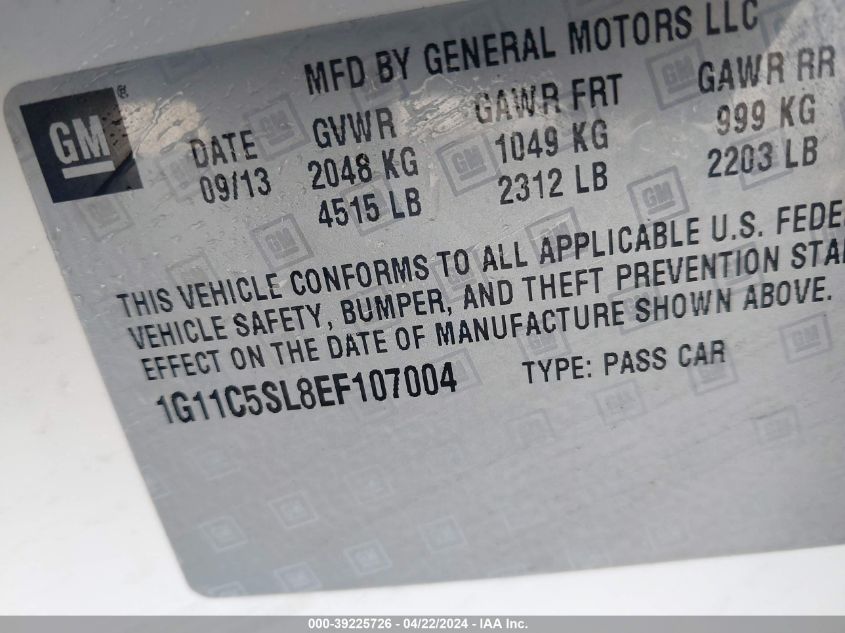 MFD BY GENERAL MOTORS LLC
GM®
DATE GVWR GAWR FRT GAWR RR
09/13 2048 KG 1049 KG 999 KG
4515 LB 2312 LB 2203 LB
THIS VEHICLE CONFORMS TO ALL APPLICABLE U.S. FEDE
VEHICLE SAFETY, BUMPER, AND THEFT PREVENTION STA
EFFECT ON THE DATE OF MANUFACTURE SHOWN ABOVE.
1G11C5SL8EF107004 TYPE: PASS CAR
000-39225726 - 04/22/2024 - IAA Inc.